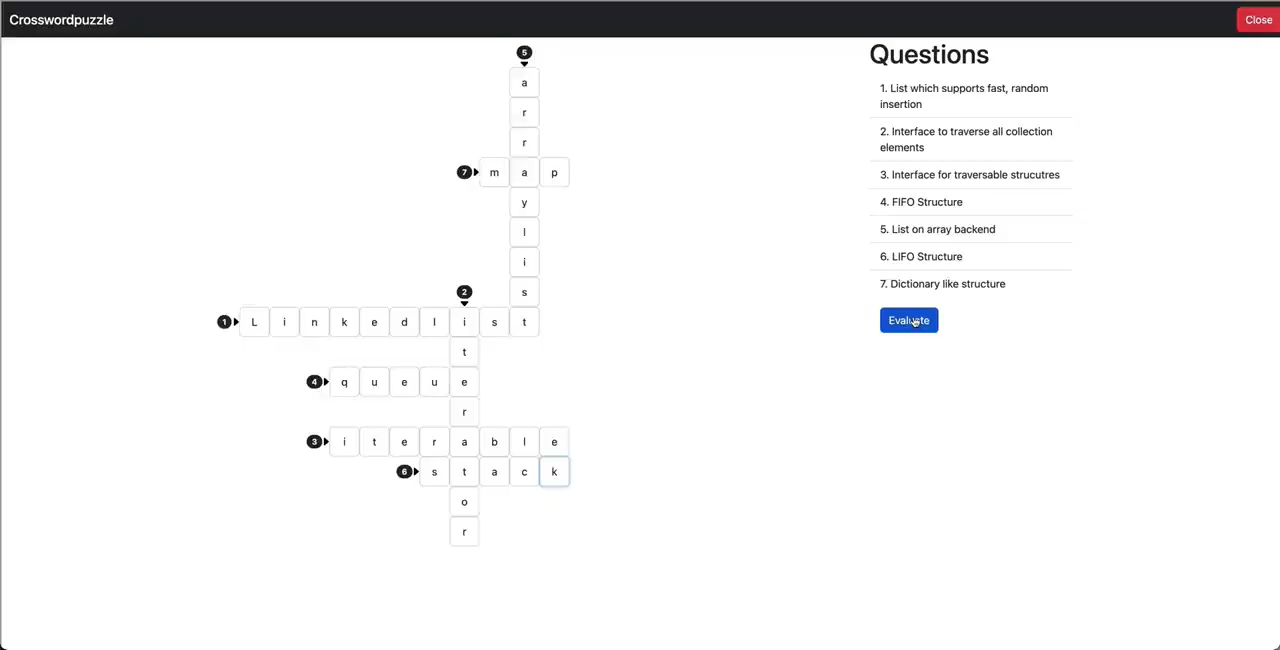 Crosswordpuzzle
Close
Questions
1. List which supports fast, random
insertion
2. Interface to traverse all collection
elements
3. Interface for traversable strucutres
4. FIFO Structure
5. List on array backend
6. LIFO Structure
7. Dictionary like structure
Evaluate
5
a
r
r
7 m a p
y
l
i
2 s
1 L i n k e d l i s t
t
4 q u e u e
r
3 i t e r a b l e
6 s t a c k
o
r